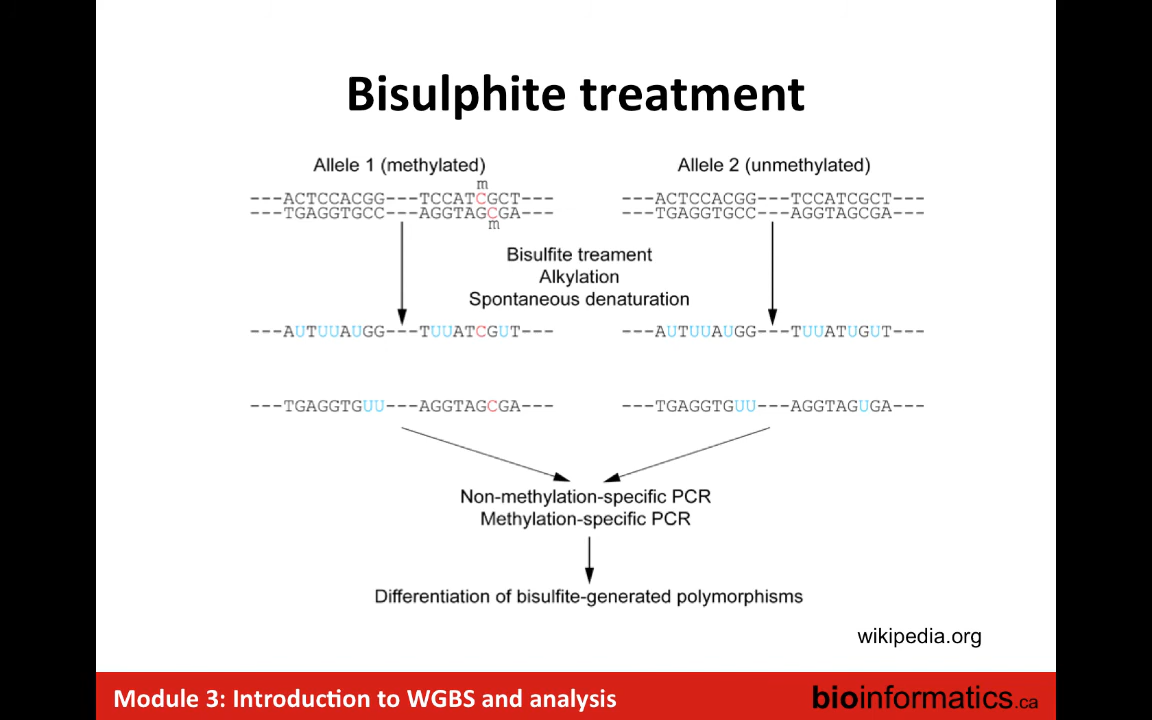 Bisulphite treatment
Allele 1 (methylated)
Allele 2 (unmethylated)
m
---ACTCCACGG---TCCATCGCT---
---TGAGGTGCC---AGGTAGCGA---
m
---ACTCCACGG---TCCATCGCT---
---TGAGGTGCC---AGGTAGCGA---
Bisulfite treament
Alkylation
Spontaneous denaturation
---AUTUUAUGG---TUUATCGUT---
---AUTUUAUGG---TUUATUGUT---
---TGAGGTGUU---AGGTAGCGA---
---TGAGGTGUU---AGGTAGUGA---
Non-methylation-specific PCR
Methylation-specific PCR
Differentiation of bisulfite-generated polymorphisms
wikipedia.org
Module 3: Introduction to WGBS and analysis
bioinformatics.ca